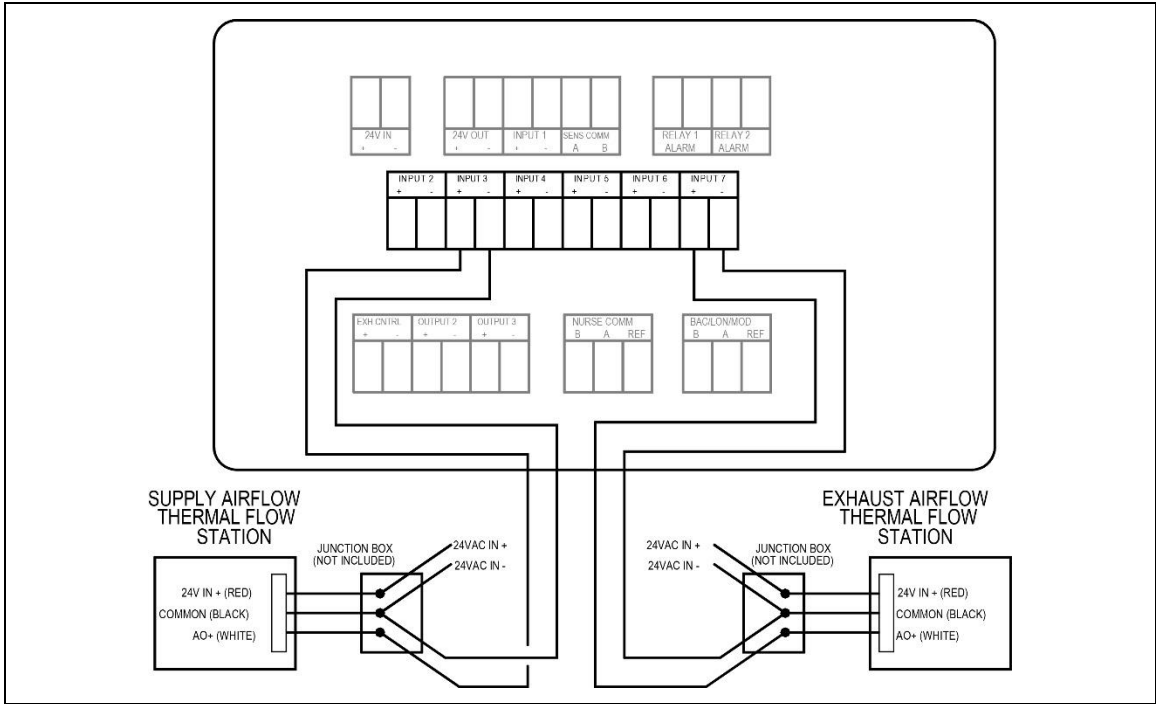 24V IN
+ -
24V OUT INPUT 1 SENS COMM
+ - + - A B
RELAY 1 RELAY 2
ALARM ALARM
INPUT 2 INPUT 3 INPUT 4 INPUT 5 INPUT 6 INPUT 7
+ - + - + - + - + - + -
EXH CNTRL OUTPUT 2 OUTPUT 3
+ - + - + -
NURSE COMM
B A REF
BAC/LON/MOD
B A REF
SUPPLY AIRFLOW
THERMAL FLOW
STATION
JUNCTION BOX
(NOT INCLUDED)
24VAC IN +
24VAC IN -
24V IN + (RED)
COMMON (BLACK)
AO+ (WHITE)
EXHAUST AIRFLOW
THERMAL FLOW
STATION
24VAC IN +
24VAC IN -
JUNCTION BOX
(NOT INCLUDED)
24V IN + (RED)
COMMON (BLACK)
AO+ (WHITE)